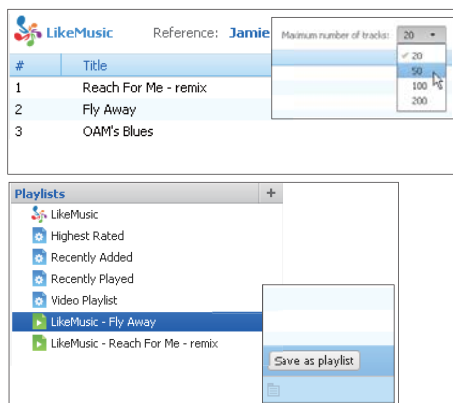 LikeMusic Reference: Jamie
Maximum number of tracks: 20
# Title
✓ 20
50
1 Reach For Me - remix
100
2 Fly Away
200
3 OAM's Blues
Playlists +
LikeMusic
Highest Rated
Recently Added
Recently Played
Video Playlist
LikeMusic - Fly Away
LikeMusic - Reach For Me - remix
Save as playlist